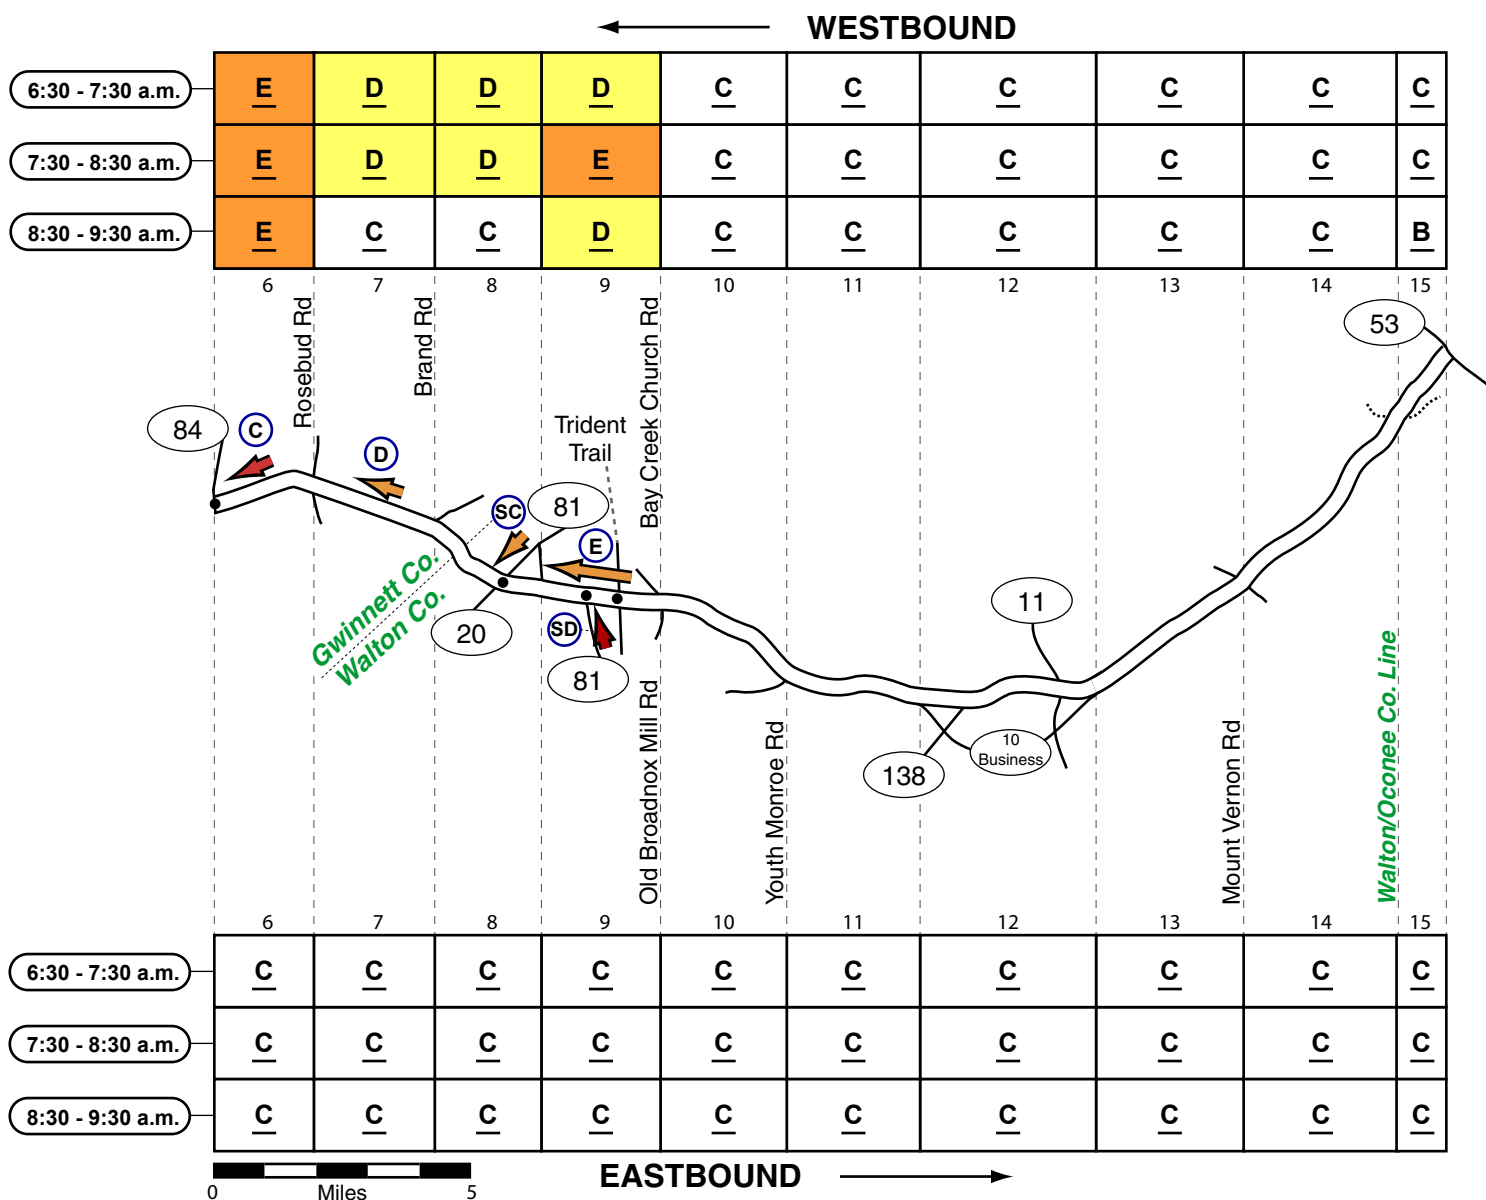 WESTBOUND
6:30 - 7:30 a.m. E D D D C C C C C C
7:30 - 8:30 a.m. E D D E C C C C C C
8:30 - 9:30 a.m. E C C D C C C C C B
6 7 8 9 10 11 12 13 14 15
Rosebud Rd
Brand Rd
Bay Creek Church Rd
53
84
C
D
Trident
Trail
SC
81
E
Gwinnett Co.
Walton Co.
20
SD
81
11
10
Business
138
Old Broadnox Mill Rd
Youth Monroe Rd
Mount Vernon Rd
Walton/Oconee Co. Line
6 7 8 9 10 11 12 13 14 15
6:30 - 7:30 a.m. C C C C C C C C C C
7:30 - 8:30 a.m. C C C C C C C C C C
8:30 - 9:30 a.m. C C C C C C C C C C
0 Miles 5
EASTBOUND